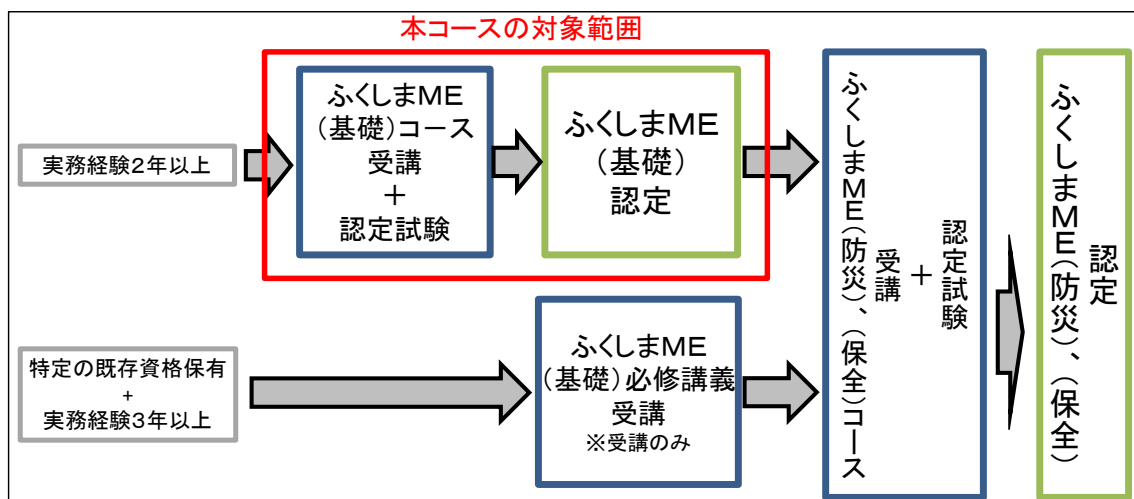 本コースの対象範囲
実務経験2年以上
ふくしまME
(基礎)コース
受講
+
認定試験
ふくしまME
(基礎)
認定
特定の既存資格保有
+
実務経験3年以上
ふくしまME
(基礎)必修講義
受講
※受講のみ
ふくしまME(防災)、(保全)コース
受講
+
認定試験
ふくしまME(防災)、(保全)
認定